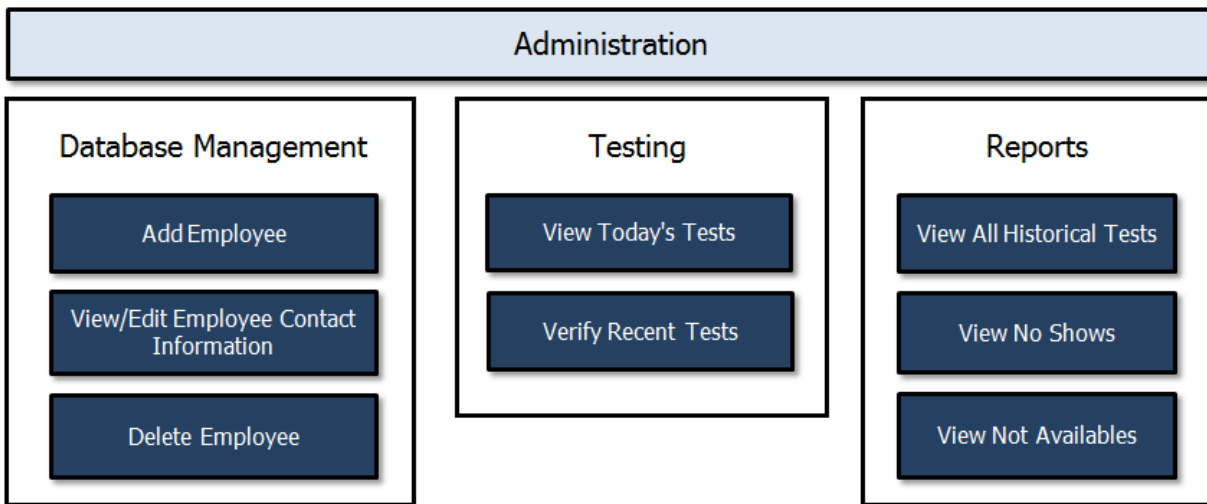 Administration
Database Management
Add Employee
View/Edit Employee Contact
Information
Delete Employee
Testing
View Today's Tests
Verify Recent Tests
Reports
View All Historical Tests
View No Shows
View Not Availables